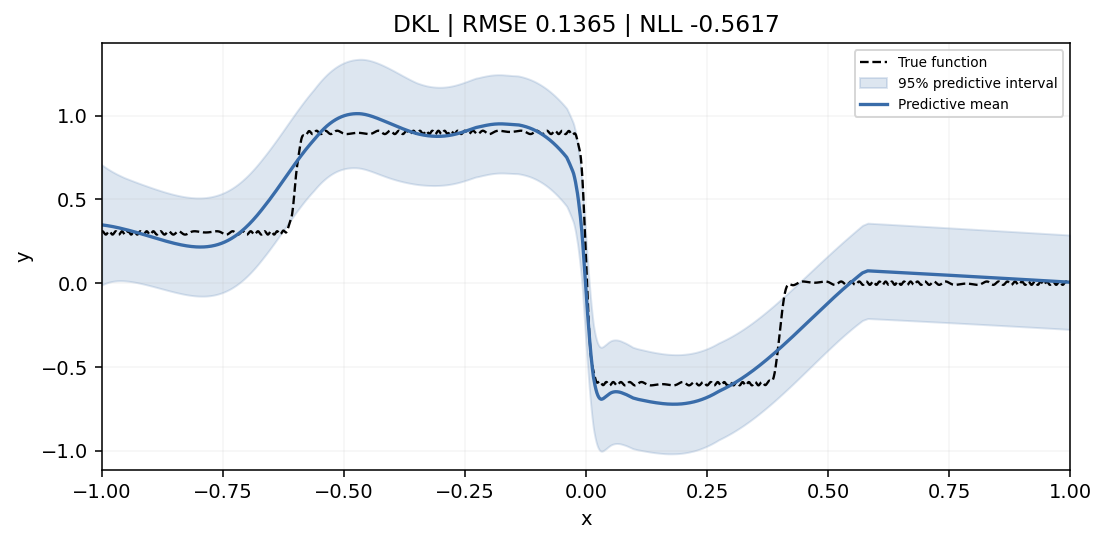 DKL | RMSE 0.1365 | NLL -0.5617
True function
95% predictive interval
Predictive mean
y
1.0
0.5
0.0
−0.5
−1.0
−1.00 −0.75 −0.50 −0.25 0.00 0.25 0.50 0.75 1.00
x